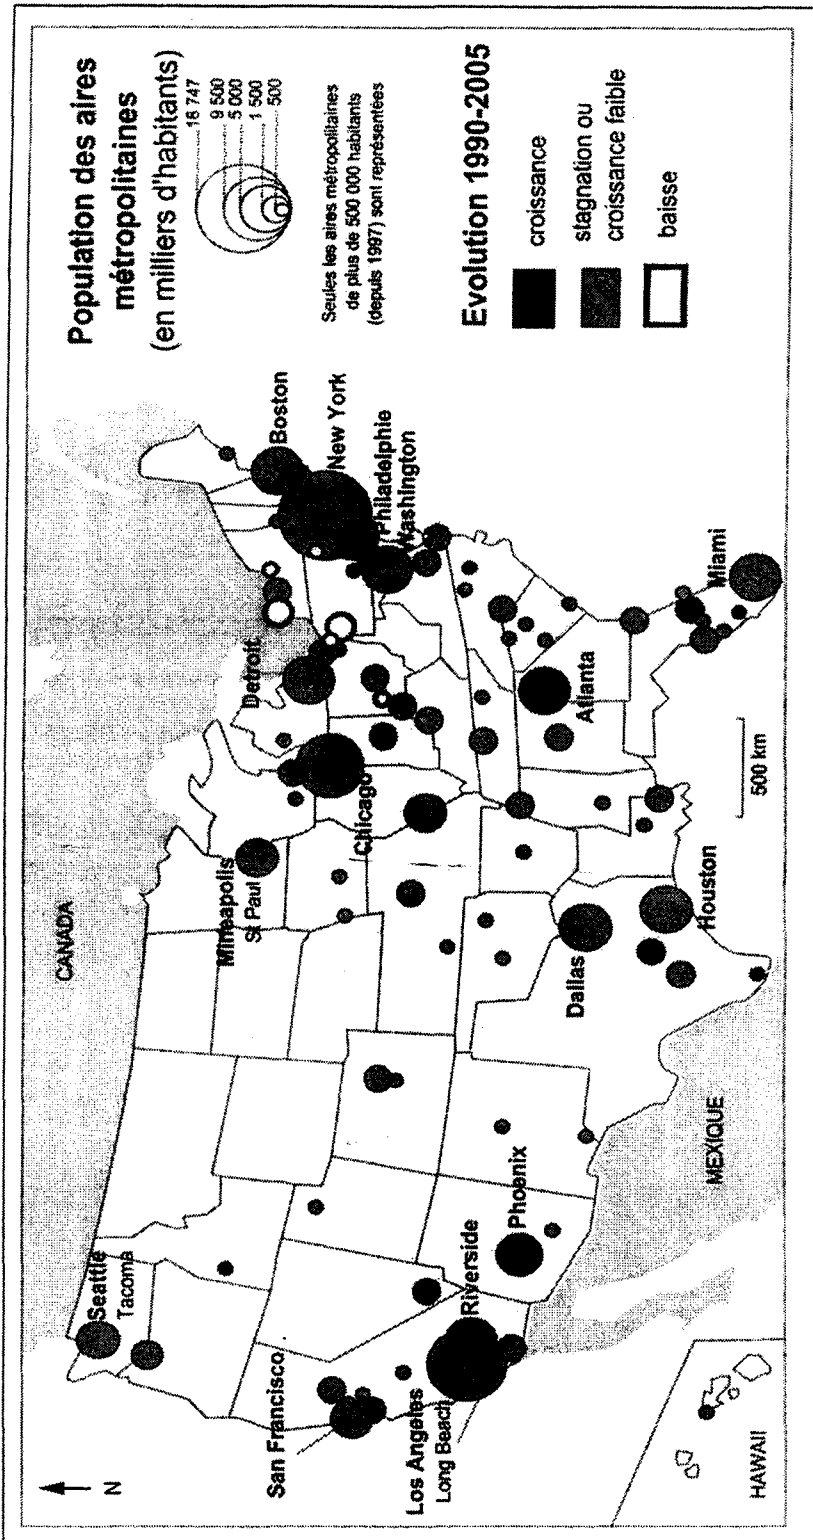 Population des aires
métropolitaines
(en milliers d'habitants)
18 747
9 500
5 000
1 500
500
Seules les aires métropolitaines
de plus de 500 000 habitants
(depuis 1997) sont représentées
Evolution 1990-2005
croissance
stagnation ou
croissance faible
baisse
CANADA
Seattle
Tacoma
Mineapolis
St Paul
Detroit
Boston
New York
Philadelphie
Washington
Chicago
San Francisco
Los Angeles
Long Beach
Riverside
Phoenix
Dallas
Houston
Atlanta
Miami
MEXIQUE
HAWAII
500 km
N